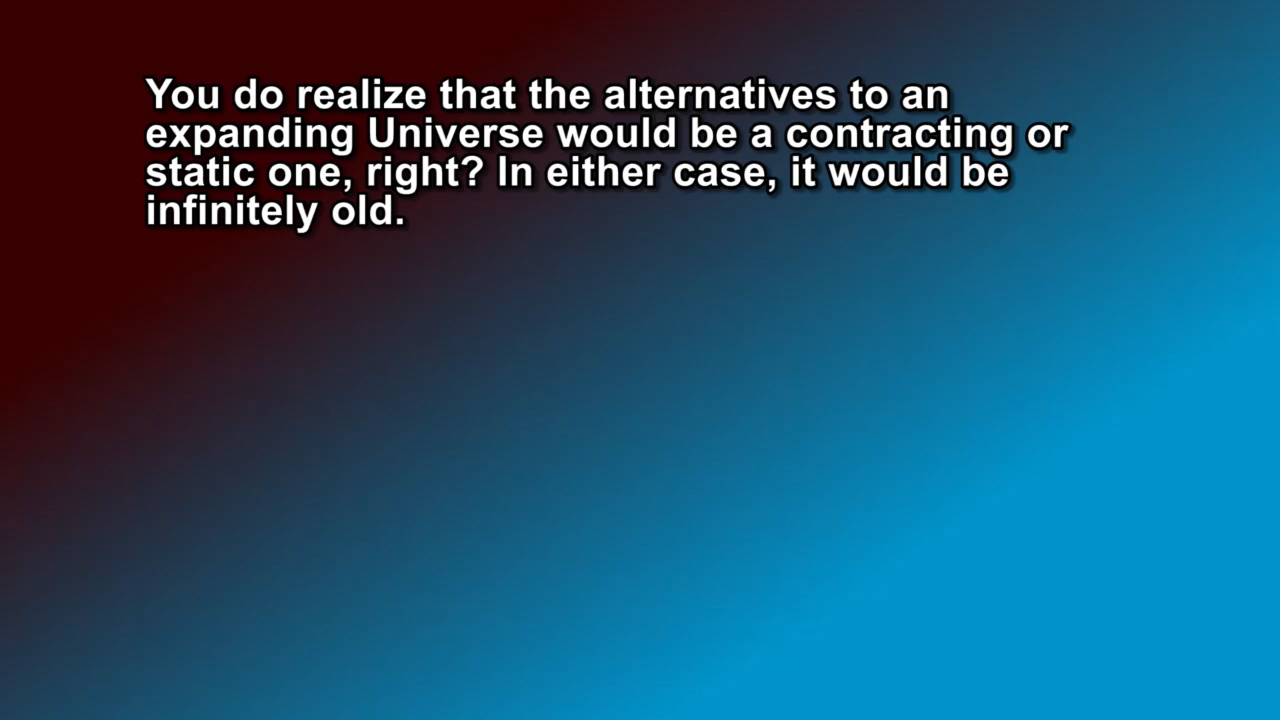 You do realize that the alternatives to an
expanding Universe would be a contracting or
static one, right? In either case, it would be
infinitely old.